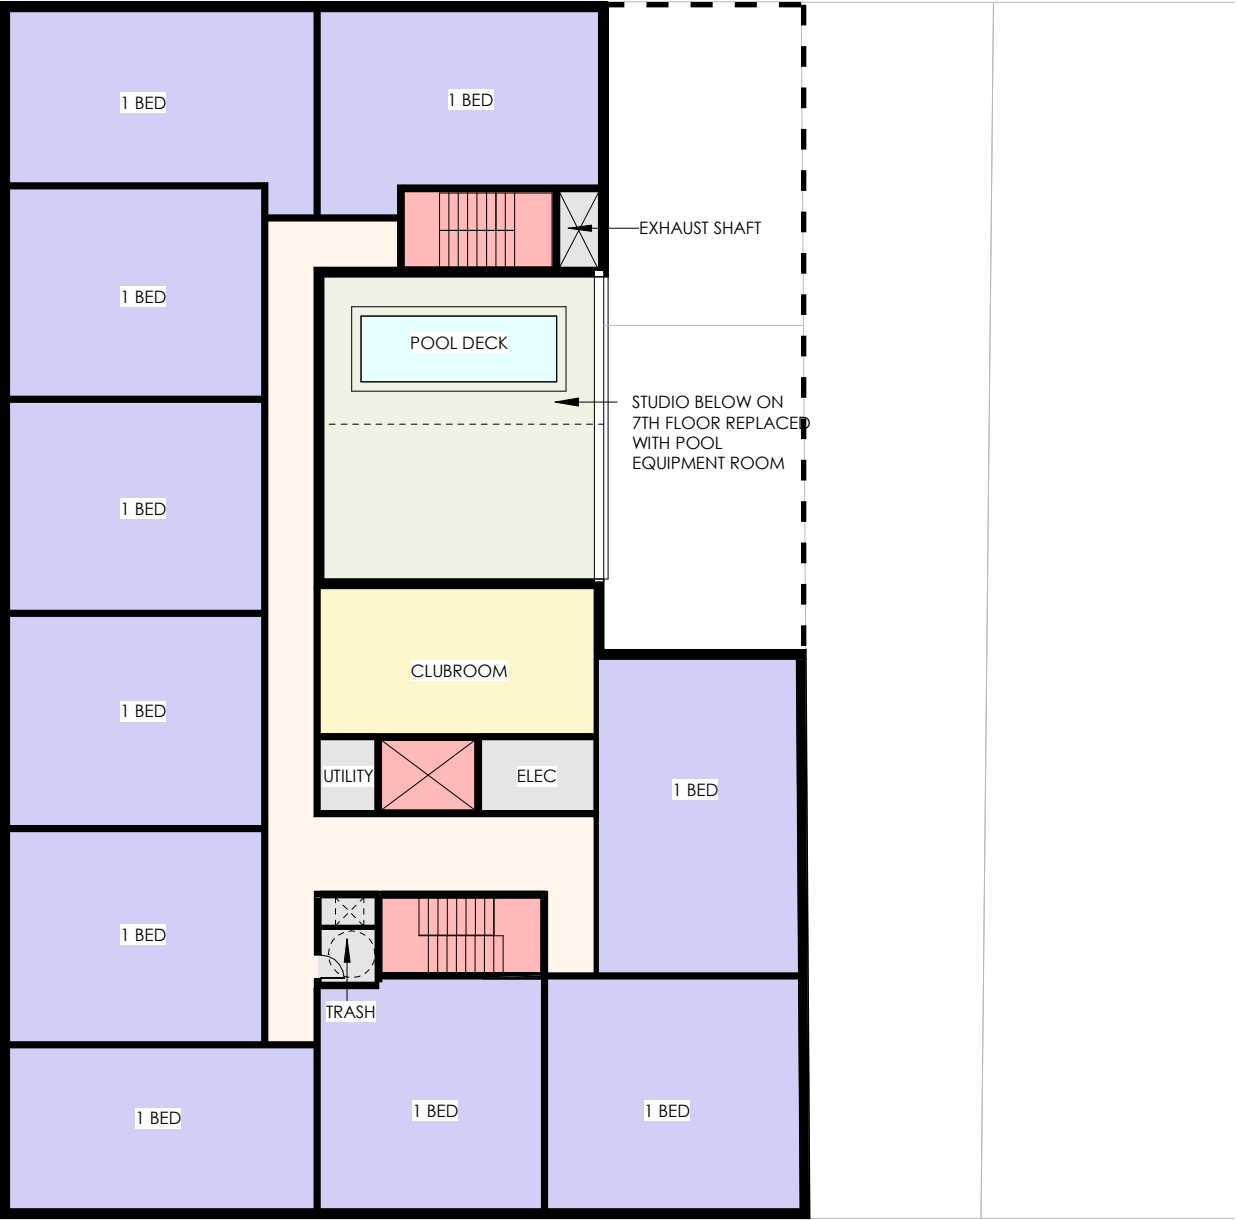 1 BED
1 BED
EXHAUST SHAFT
1 BED
POOL DECK
STUDIO BELOW ON
7TH FLOOR REPLACED
WITH POOL
EQUIPMENT ROOM
1 BED
CLUBROOM
1 BED
UTILITY
ELEC
1 BED
1 BED
TRASH
1 BED
1 BED
1 BED